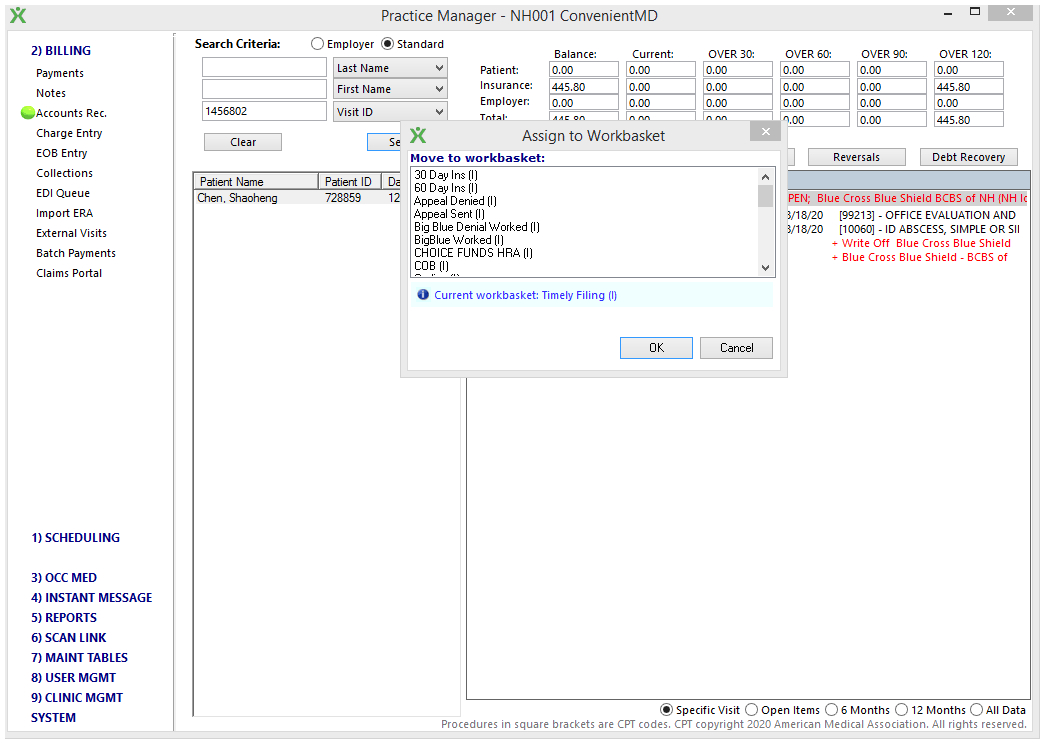 Practice Manager - NH001 ConvenientMD
2) BILLING
Payments
Notes
Accounts Rec.
Charge Entry
EOB Entry
Collections
EDI Queue
Import ERA
External Visits
Batch Payments
Claims Portal
1) SCHEDULING
3) OCC MED
4) INSTANT MESSAGE
5) REPORTS
6) SCAN LINK
7) MAINT TABLES
8) USER MGMT
9) CLINIC MGMT
SYSTEM
Search Criteria: Employer Standard
Last Name
First Name
1456802 Visit ID
Clear Se
Balance: Current: OVER 30: OVER 60: OVER 90: OVER 120:
Patient: 0.00 0.00 0.00 0.00 0.00 0.00
Insurance: 445.80 0.00 0.00 0.00 0.00 445.80
Employer: 0.00 0.00 0.00 0.00 0.00 0.00
Total: 445.80 0.00 0.00 0.00 0.00 445.80
Reversals Debt Recovery
Patient Name Patient ID Da
Chen, Shaoheng 728859 12
Assign to Workbasket
Move to workbasket:
30 Day Ins (I)
60 Day Ins (I)
Appeal Denied (I)
Appeal Sent (I)
Big Blue Denial Worked (I)
BigBlue Worked (I)
CHOICE FUNDS HRA (I)
COB (I)
Current workbasket: Timely Filing (I)
OK Cancel
PEN; Blue Cross Blue Shield BCBS of NH (NH lo
3/18/20 [99213] - OFFICE EVALUATION AND
3/18/20 [10060] - ID ABSCESS, SIMPLE OR SII
+ Write Off Blue Cross Blue Shield
+ Blue Cross Blue Shield - BCBS of
Specific Visit Open Items 6 Months 12 Months All Data
Procedures in square brackets are CPT codes. CPT copyright 2020 American Medical Association. All rights reserved.